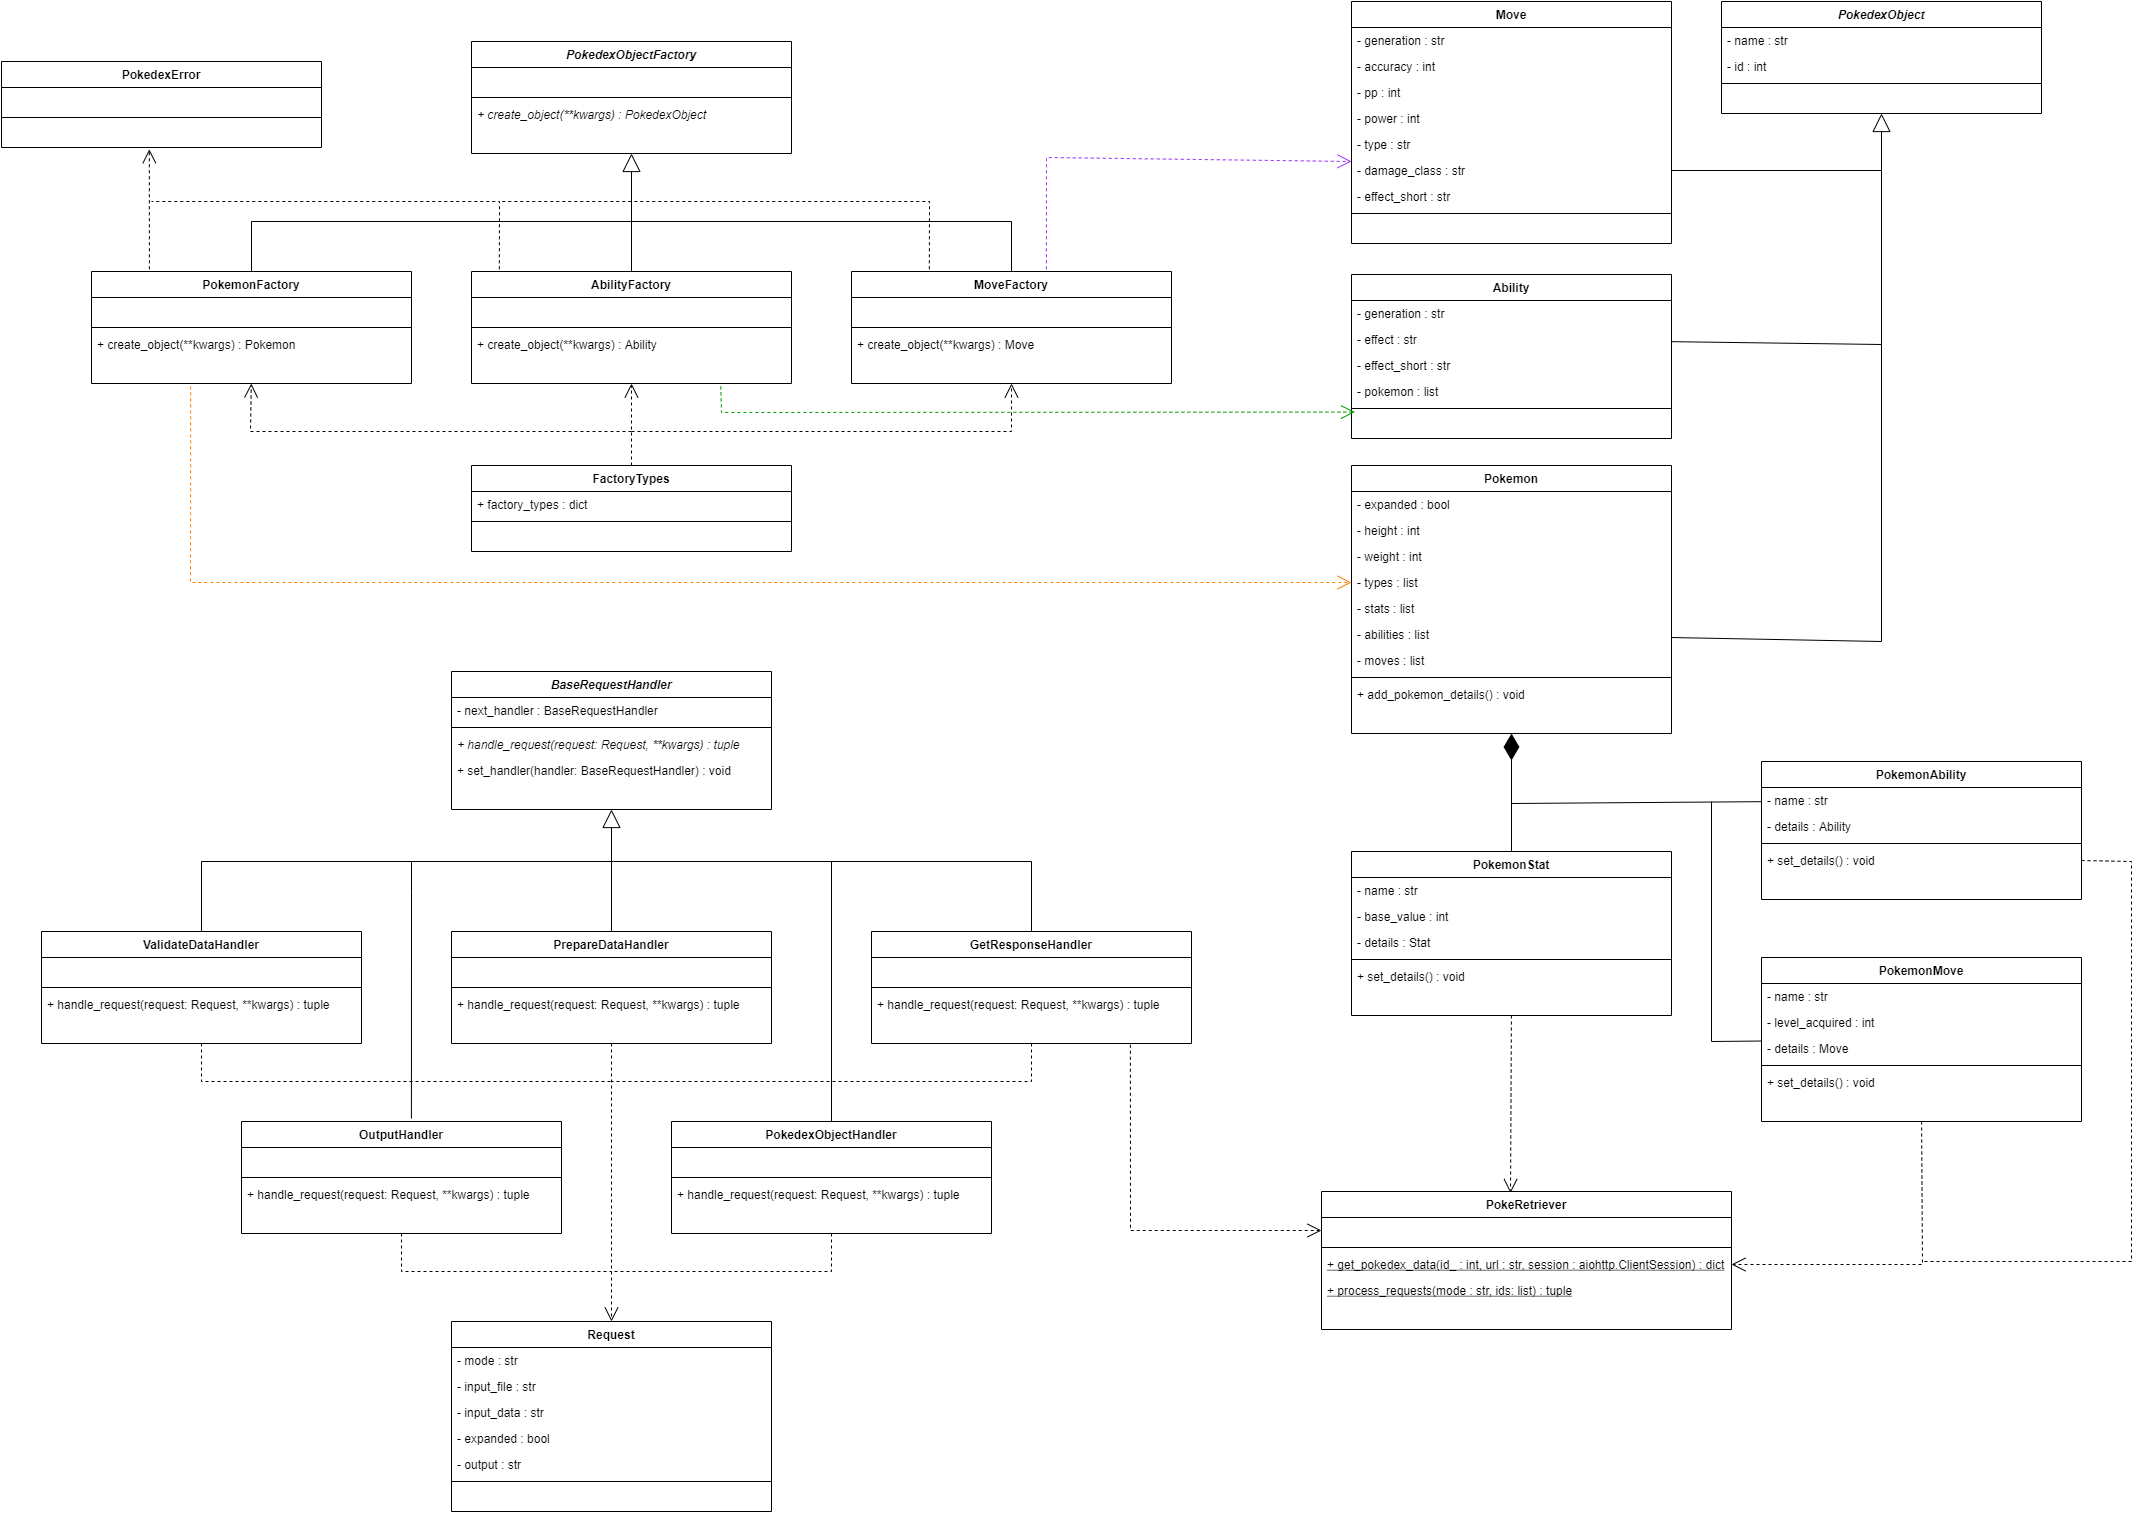 PokedexError
PokedexObjectFactory
+ create_object(**kwargs) : PokedexObject
Move
- generation : str
- accuracy : int
- pp : int
- power : int
- type : str
- damage_class : str
- effect_short : str
PokedexObject
- name : str
- id : int
PokemonFactory
+ create_object(**kwargs) : Pokemon
AbilityFactory
+ create_object(**kwargs) : Ability
MoveFactory
+ create_object(**kwargs) : Move
Ability
- generation : str
- effect : str
- effect_short : str
- pokemon : list
FactoryTypes
+ factory_types : dict
Pokemon
- expanded : bool
- height : int
- weight : int
- types : list
- stats : list
- abilities : list
- moves : list
+ add_pokemon_details() : void
BaseRequestHandler
- next_handler : BaseRequestHandler
+ handle_request(request: Request, **kwargs) : tuple
+ set_handler(handler: BaseRequestHandler) : void
PokemonAbility
- name : str
- details : Ability
+ set_details() : void
PokemonStat
- name : str
- base_value : int
- details : Stat
+ set_details() : void
PokemonMove
- name : str
- level_acquired : int
- details : Move
+ set_details() : void
ValidateDataHandler
+ handle_request(request: Request, **kwargs) : tuple
PrepareDataHandler
+ handle_request(request: Request, **kwargs) : tuple
GetResponseHandler
+ handle_request(request: Request, **kwargs) : tuple
OutputHandler
+ handle_request(request: Request, **kwargs) : tuple
PokedexObjectHandler
+ handle_request(request: Request, **kwargs) : tuple
PokeRetriever
+ get_pokedex_data(id_ : int, url : str, session : aiohttp.ClientSession) : dict
+ process_requests(mode : str, ids: list) : tuple
Request
- mode : str
- input_file : str
- input_data : str
- expanded : bool
- output : str